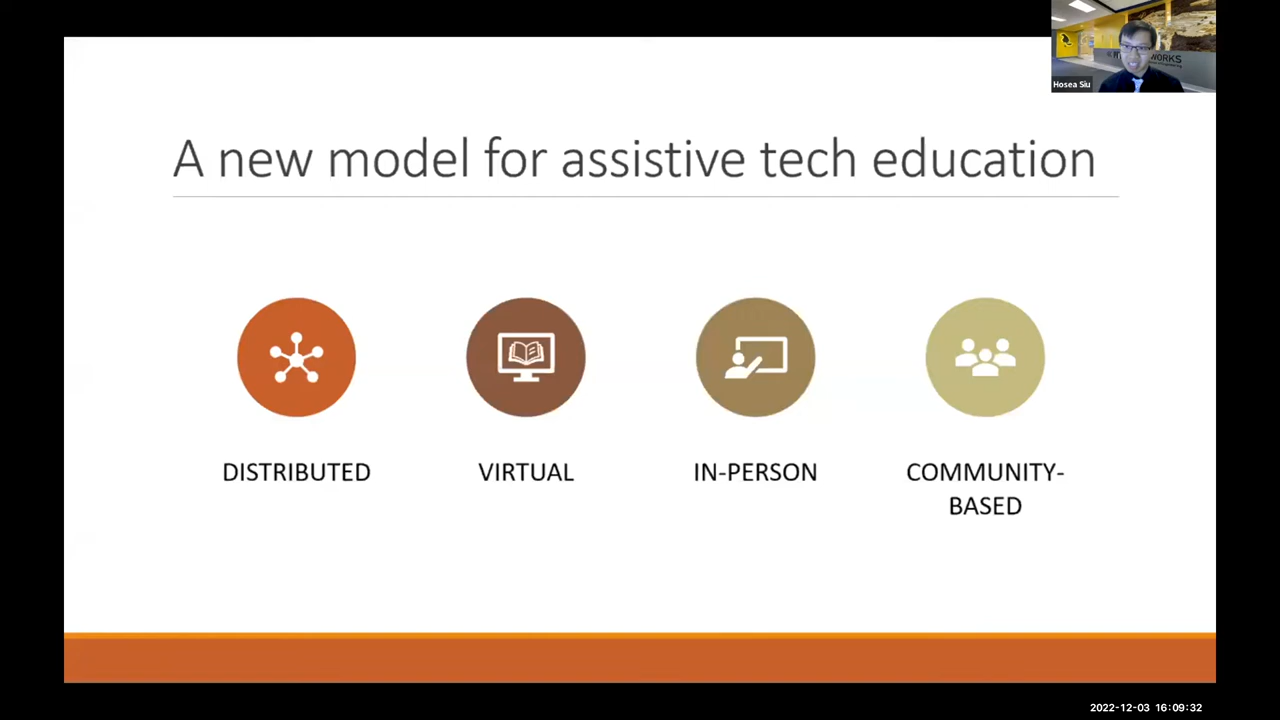 Hosea Siu
A new model for assistive tech education
DISTRIBUTED
VIRTUAL
IN-PERSON
COMMUNITY-
BASED
2022-12-03 16:09:32